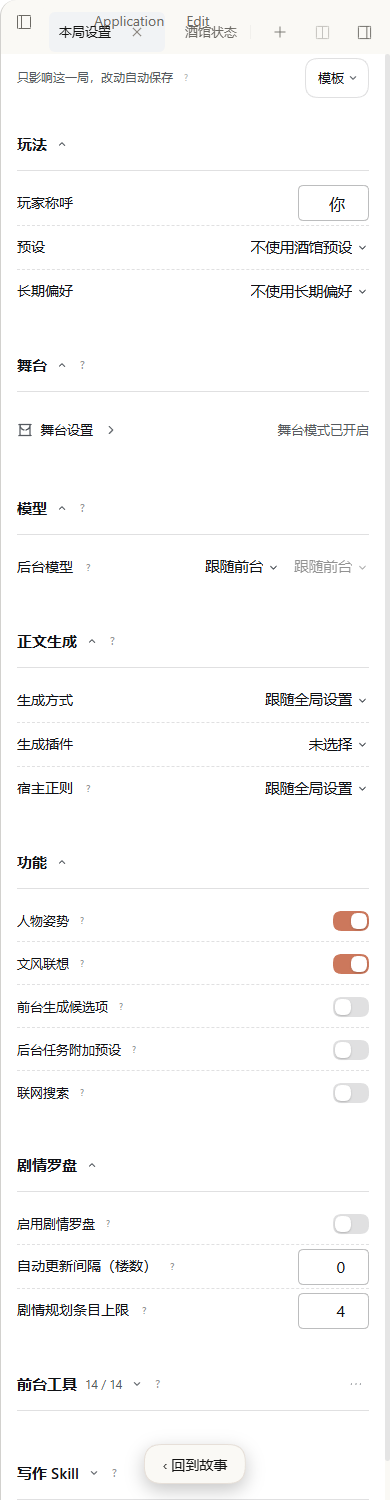 Application Edit
本局设置 酒馆状态
只影响这一局，改动自动保存 ? 模板
玩法
玩家称呼 你
预设 不使用酒馆预设
长期偏好 不使用长期偏好
舞台 ?
舞台设置 舞台模式已开启
模型 ?
后台模型 ? 跟随前台 跟随前台
正文生成 ?
生成方式 跟随全局设置
生成插件 未选择
宿主正则 ? 跟随全局设置
功能
人物姿势 ?
文风联想 ?
前台生成候选项 ?
后台任务附加预设 ?
联网搜索 ?
剧情罗盘
启用剧情罗盘 ?
自动更新间隔（楼数） ? 0
剧情规划条目上限 ? 4
前台工具 14 / 14 ? ···
‹ 回到故事
写作 Skill ?